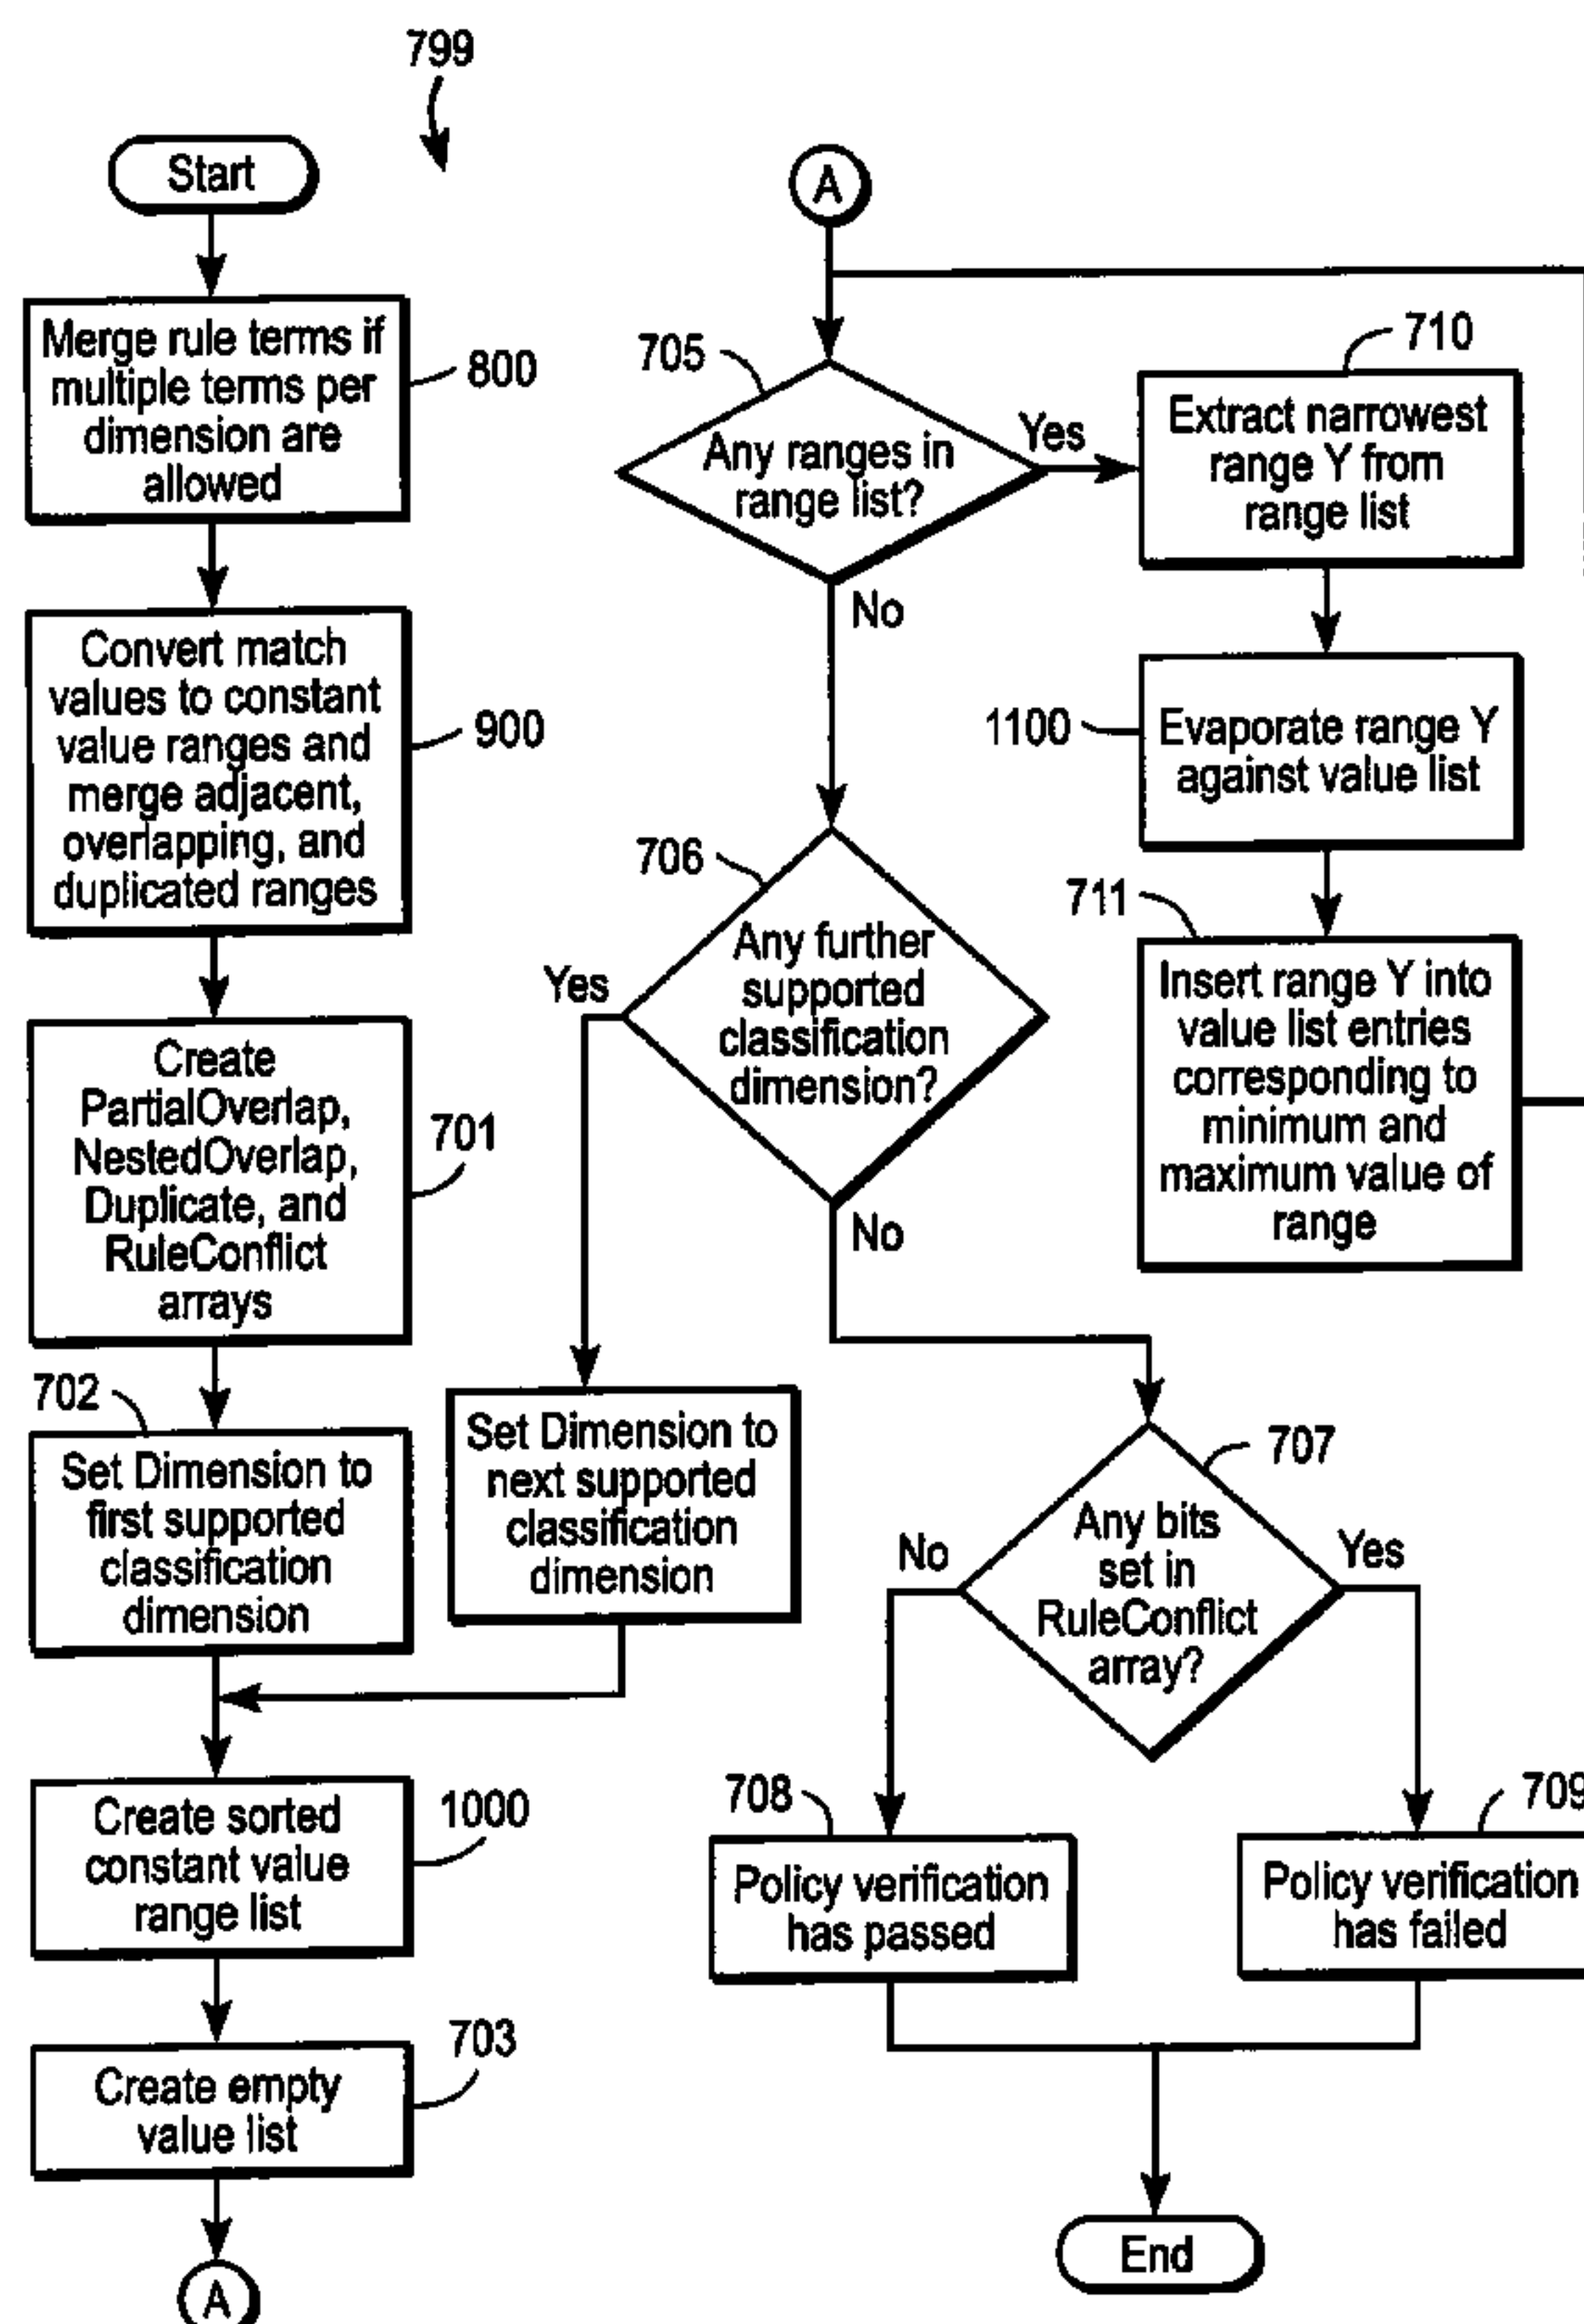 799
Start
Merge rule terms if
multiple terms per
dimension are
allowed
800
Convert match
values to constant
value ranges and
merge adjacent,
overlapping, and
duplicated ranges
900
Create
PartialOverlap,
NestedOverlap,
Duplicate, and
RuleConflict
arrays
701
702
Set Dimension to
first supported
classification
dimension
Set Dimension to
next supported
classification
dimension
Create sorted
constant value
range list
1000
Create empty
value list
703
A
A
705
Any ranges in
range list?
Yes
No
710
Extract narrowest
range Y from
range list
1100
Evaporate range Y
against value list
711
Insert range Y into
value list entries
corresponding to
minimum and
maximum value of
range
706
Any further
supported
classification
dimension?
Yes
No
707
Any bits
set in
RuleConflict
array?
No
Yes
708
Policy verification
has passed
709
Policy verification
has failed
End